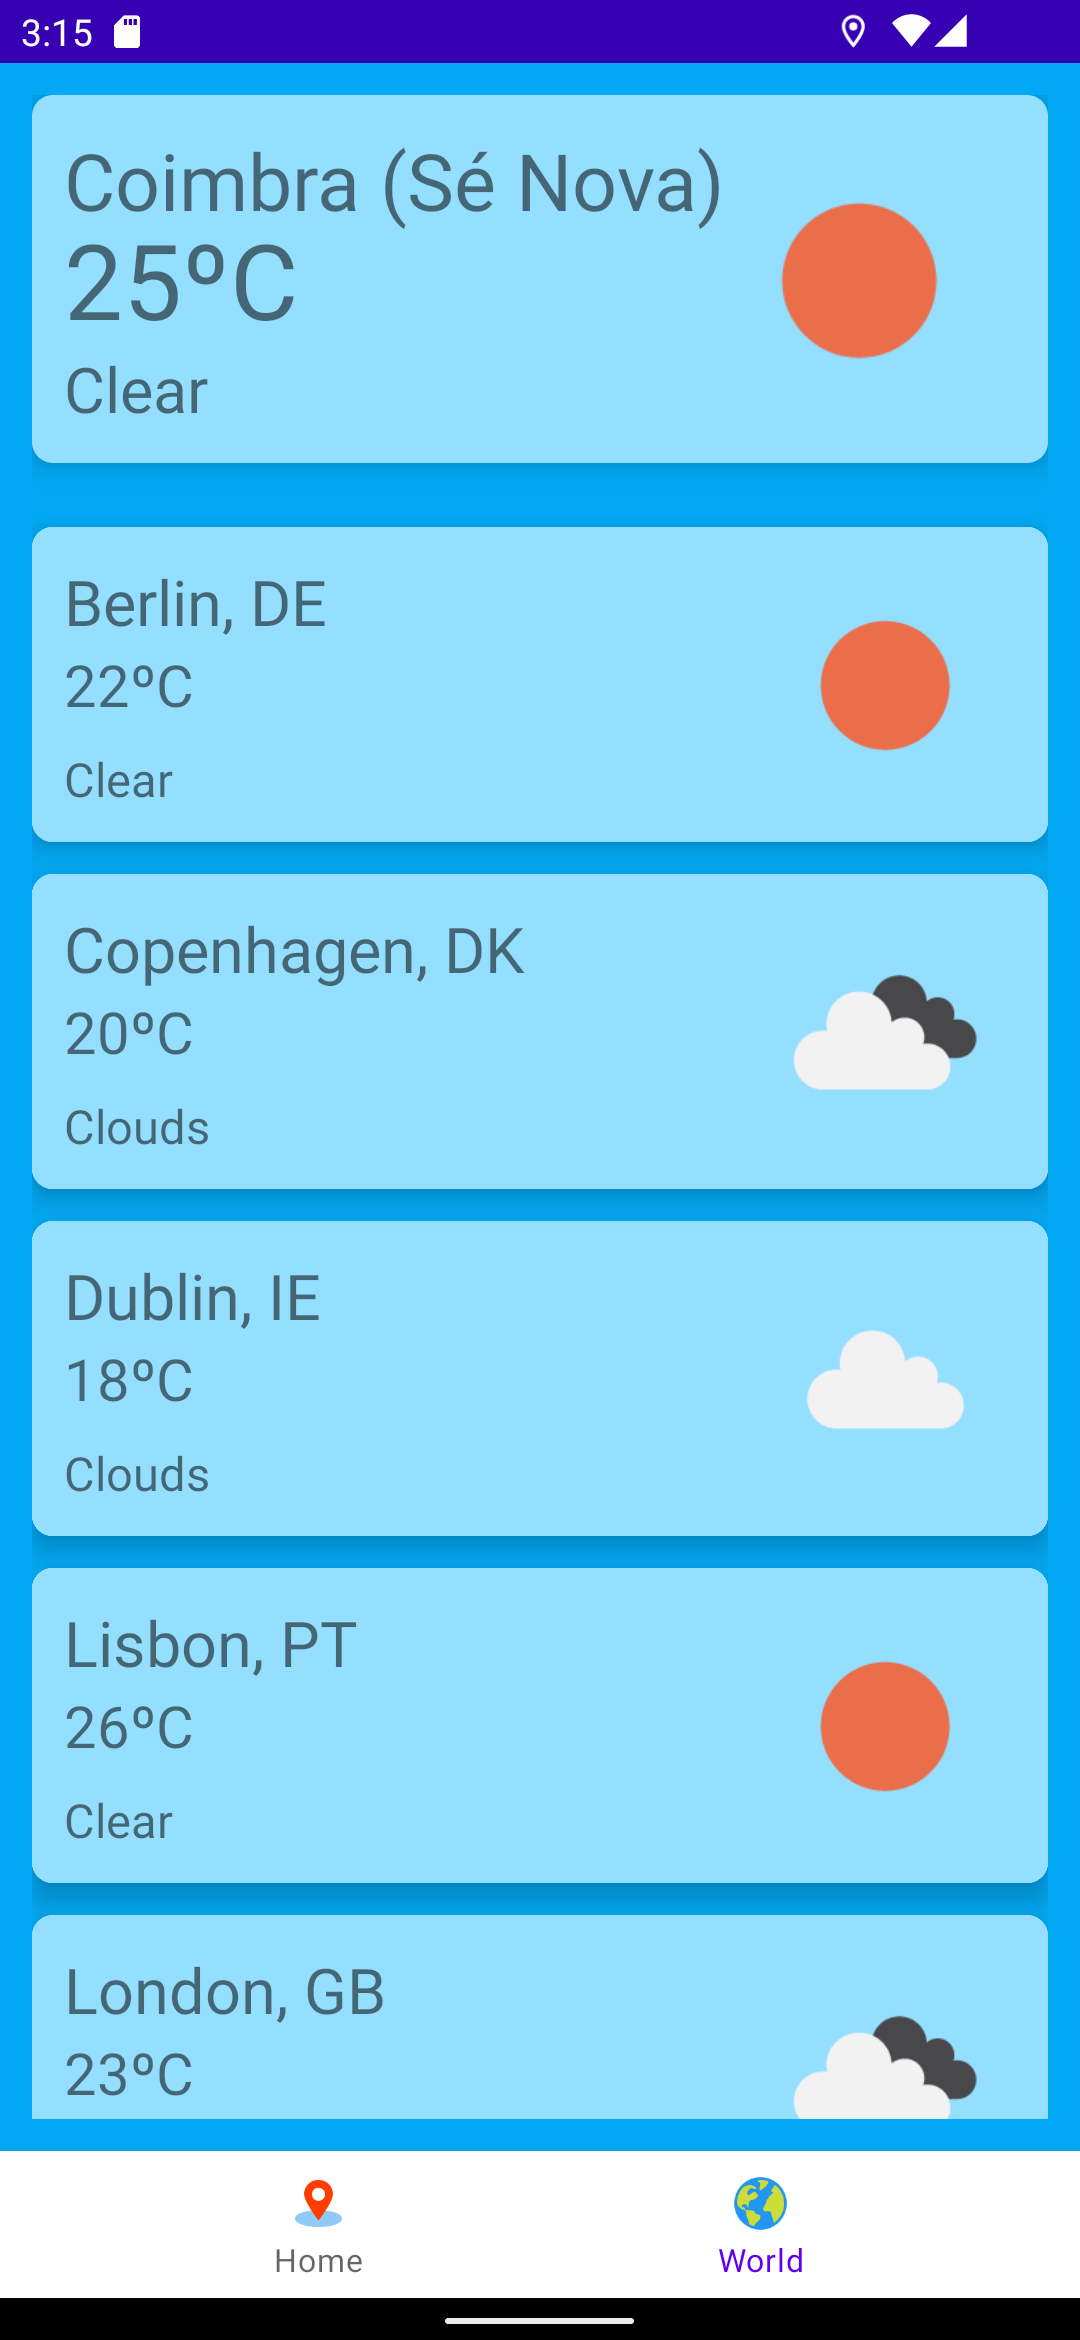 3:15
Coimbra (Sé Nova)
25ºC
Clear
Berlin, DE
22ºC
Clear
Copenhagen, DK
20ºC
Clouds
Dublin, IE
18ºC
Clouds
Lisbon, PT
26ºC
Clear
London, GB
23ºC
Home
World